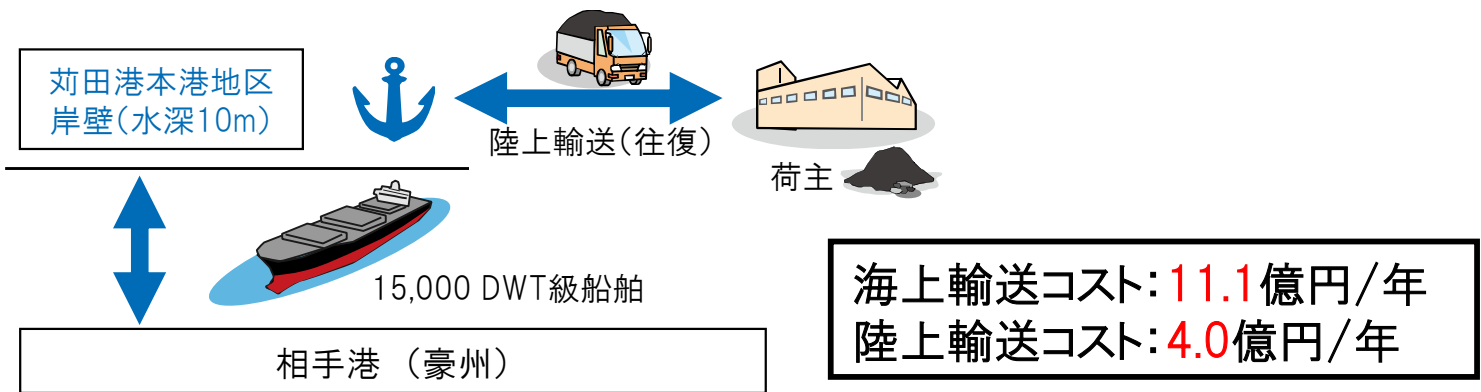 苅田港本港地区
岸壁(水深10m)
陸上輸送(往復)
荷主
15,000 DWT級船舶
相手港 (豪州)
海上輸送コスト:11.1億円/年
陸上輸送コスト:4.0億円/年